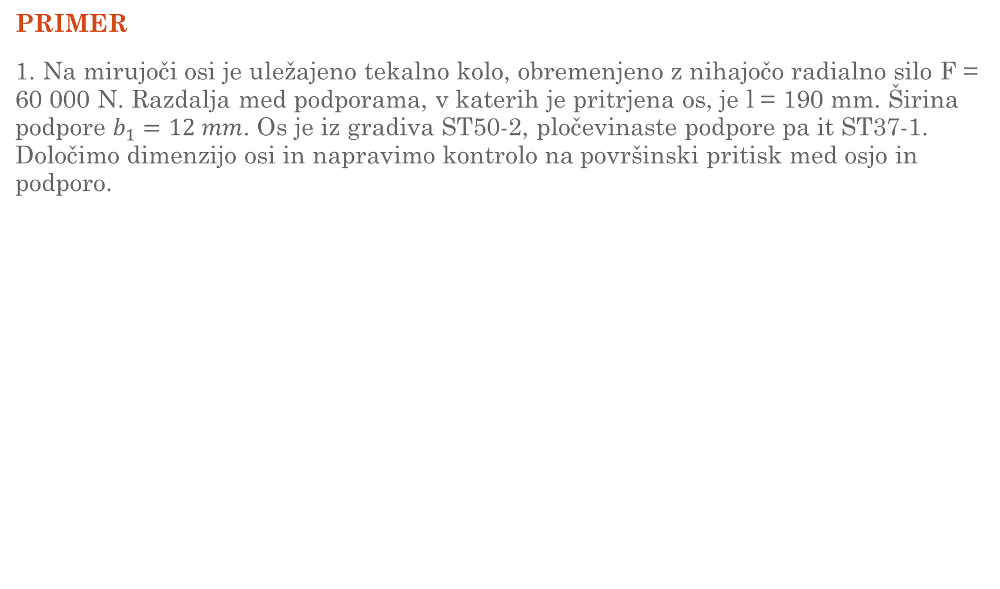 PRIMER
1. Na mirujoči osi je uležajeno tekalno kolo, obremenjeno z nihajočo radialno silo F =
60 000 N. Razdalja med podporama, v katerih je pritrjena os, je l = 190 mm. Širina
podpore b₁ = 12 mm. Os je iz gradiva ST50-2, pločevinaste podpore pa it ST37-1.
Določimo dimenzijo osi in napravimo kontrolo na površinski pritisk med osjo in
podporo.